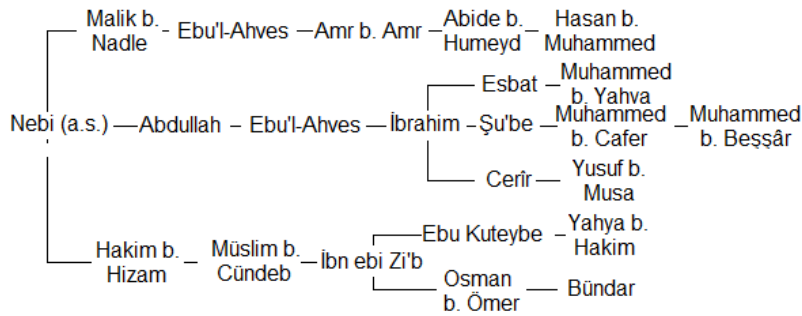 Malik b.
Nadle
Ebu'l-Ahves
Amr b. Amr
Abide b.
Humeyd
Hasan b.
Muhammed
Nebi (a.s.)
Abdullah
Ebu'l-Ahves
İbrahim
Esbat
Muhammed
b. Yahva
Şu'be
Muhammed
b. Cafer
Muhammed
b. Beşşâr
Cerîr
Yusuf b.
Musa
Hakim b.
Hizam
Müslim b.
Cündeb
İbn ebi Zi'b
Ebu Kuteybe
Yahya b.
Hakim
Osman
b. Ömer
Bündar